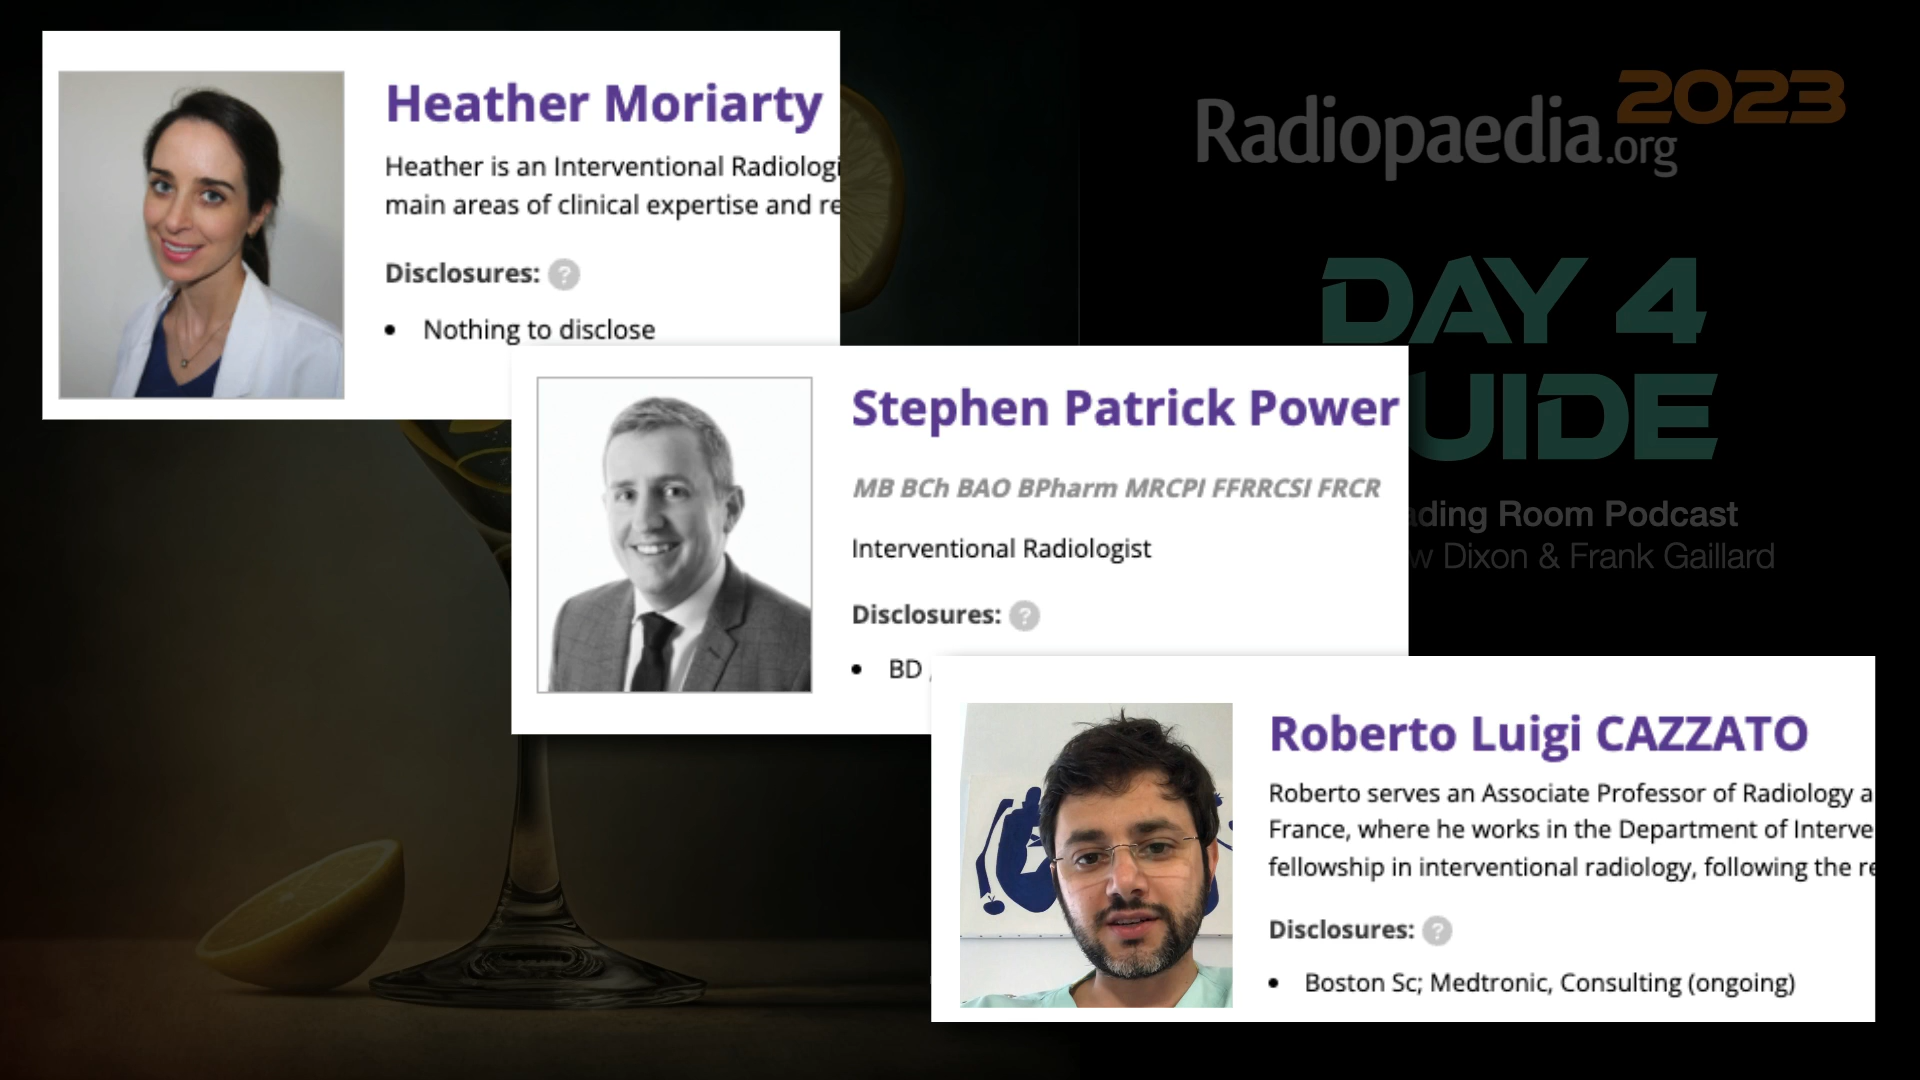 Heather Moriarty
Heather is an Interventional Radiologi
main areas of clinical expertise and re
Disclosures: ?
• Nothing to disclose
Radiopaedia.org 2023
DAY 4
UIDE
ading Room Podcast
w Dixon & Frank Gaillard
Stephen Patrick Power
MB BCh BAO BPharm MRCPI FFRRCSI FRCR
Interventional Radiologist
Disclosures: ?
• BD
Roberto Luigi CAZZATO
Roberto serves an Associate Professor of Radiology a
France, where he works in the Department of Interve
fellowship in interventional radiology, following the re
Disclosures: ?
• Boston Sc; Medtronic, Consulting (ongoing)